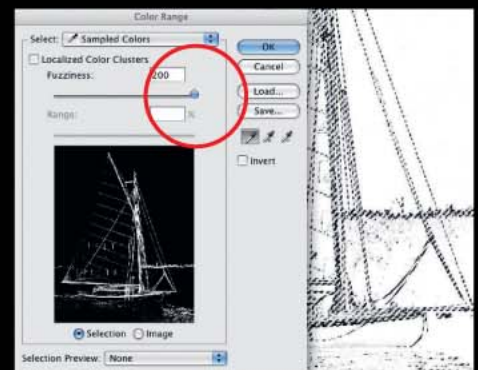 Color Range
Select: Sampled Colors
Localized Color Clusters
Fuzziness: 200
Range: %
OK
Cancel
Load...
Save...
Invert
Selection Image
Selection Preview: None